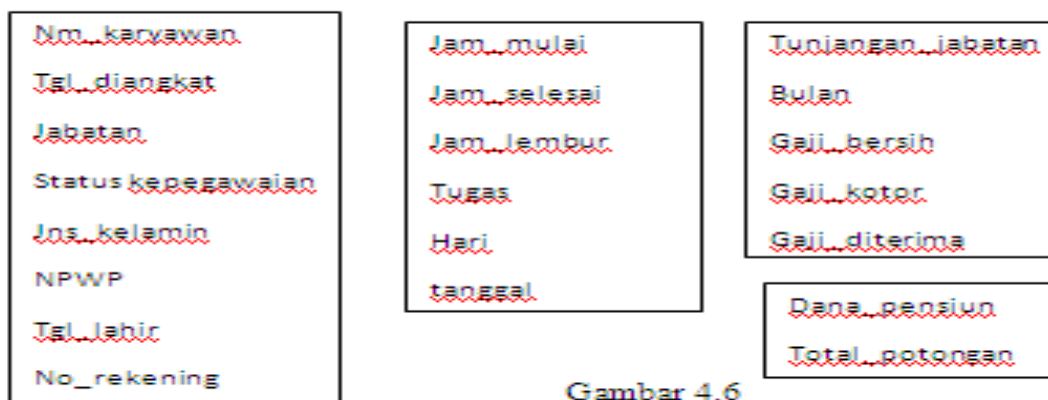 Nm_karyawan
Tgl_diangkat
Jabatan
Status kepegawaian
Jns_kelamin
NPWP
Tgl_lahir
No_rekening
Jam_mulai
Jam_selesai
Jam_lembur
Tugas
Hari
tanggal
Tunjangan_jabatan
Bulan
Gaji_bersih
Gaji_kotor
Gaji_diterima
Dana_pensiun
Total_potongan
Gambar 4.6